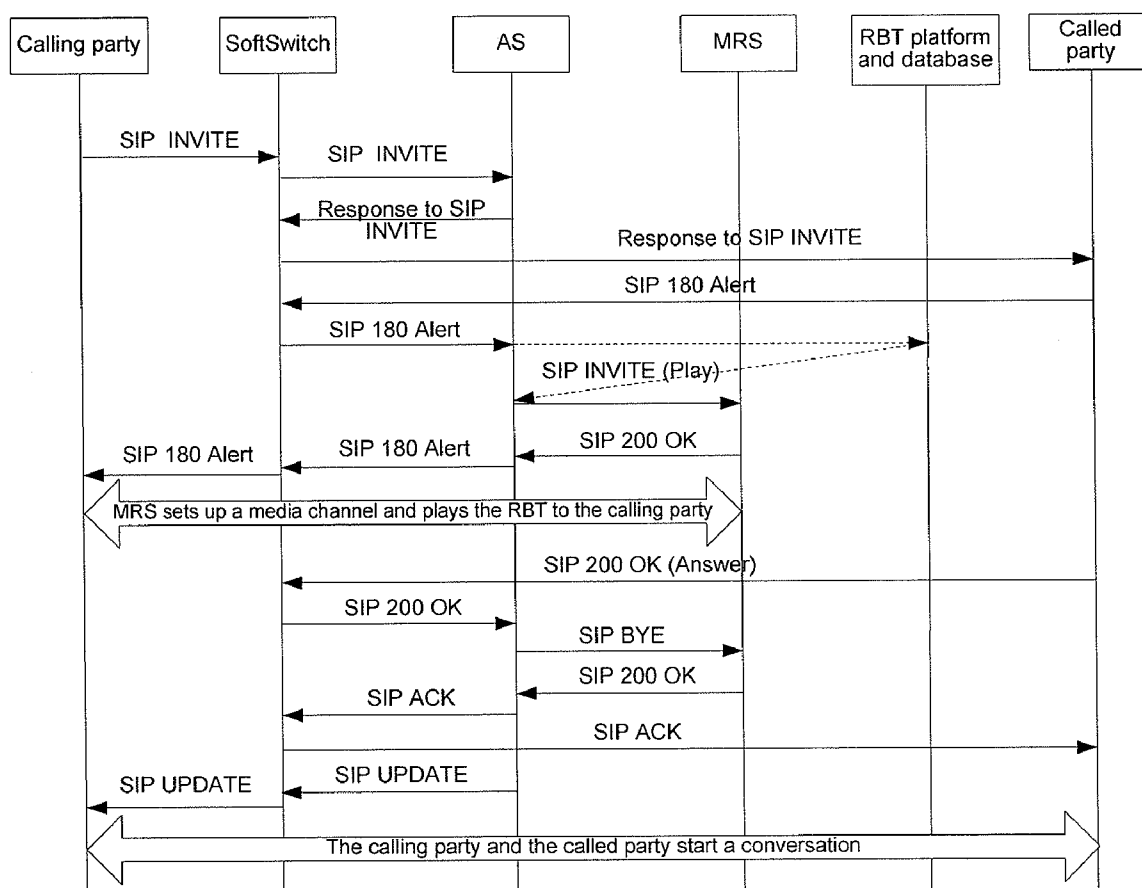 Calling party
SoftSwitch
AS
MRS
RBT platform
and database
Called
party
SIP INVITE
SIP INVITE
Response to SIP
INVITE
Response to SIP INVITE
SIP 180 Alert
SIP 180 Alert
SIP INVITE (Play)
SIP 200 OK
SIP 180 Alert
SIP 180 Alert
MRS sets up a media channel and plays the RBT to the calling party
SIP 200 OK (Answer)
SIP 200 OK
SIP BYE
SIP 200 OK
SIP ACK
SIP ACK
SIP UPDATE
SIP UPDATE
The calling party and the called party start a conversation